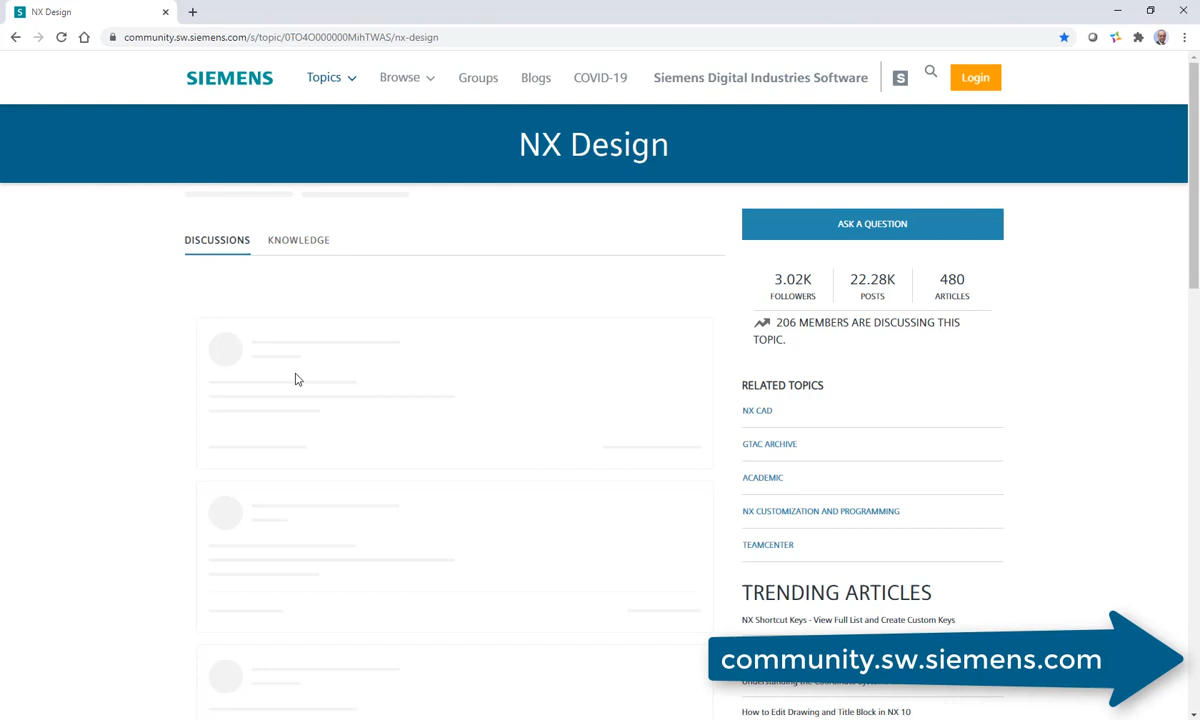 NX Design
community.sw.siemens.com/s/topic/0TO4O000000MihTWAS/nx-design
SIEMENS
Topics
Browse
Groups
Blogs
COVID-19
Siemens Digital Industries Software
S
Login
NX Design
DISCUSSIONS
KNOWLEDGE
ASK A QUESTION
3.02K
FOLLOWERS
22.28K
POSTS
480
ARTICLES
206 MEMBERS ARE DISCUSSING THIS
TOPIC.
RELATED TOPICS
NX CAD
GTAC ARCHIVE
ACADEMIC
NX CUSTOMIZATION AND PROGRAMMING
TEAMCENTER
TRENDING ARTICLES
NX Shortcut Keys - View Full List and Create Custom Keys
community.sw.siemens.com
How to Edit Drawing and Title Block in NX 10